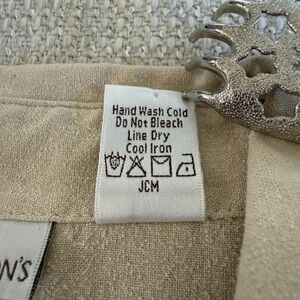 Hand Wash Cold
Do Not Bleach
Line Dry
Cool Iron
JCM
N'S